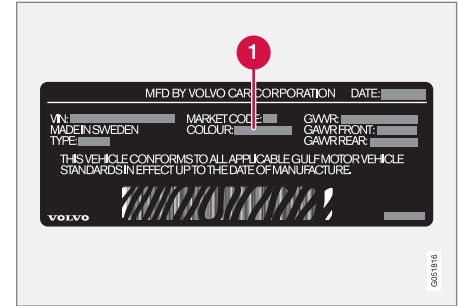 1
MFD BY VOLVO CAR CORPORATION DATE:
VIN: MARKET CODE: GVWR:
MADE IN SWEDEN COLOUR: GAWR FRONT:
TYPE: GAWR REAR:
THIS VEHICLE CONFORMS TO ALL APPLICABLE GULF MOTOR VEHICLE
STANDARDS IN EFFECT UP TO THE DATE OF MANUFACTURE.
VOLVO
G051816